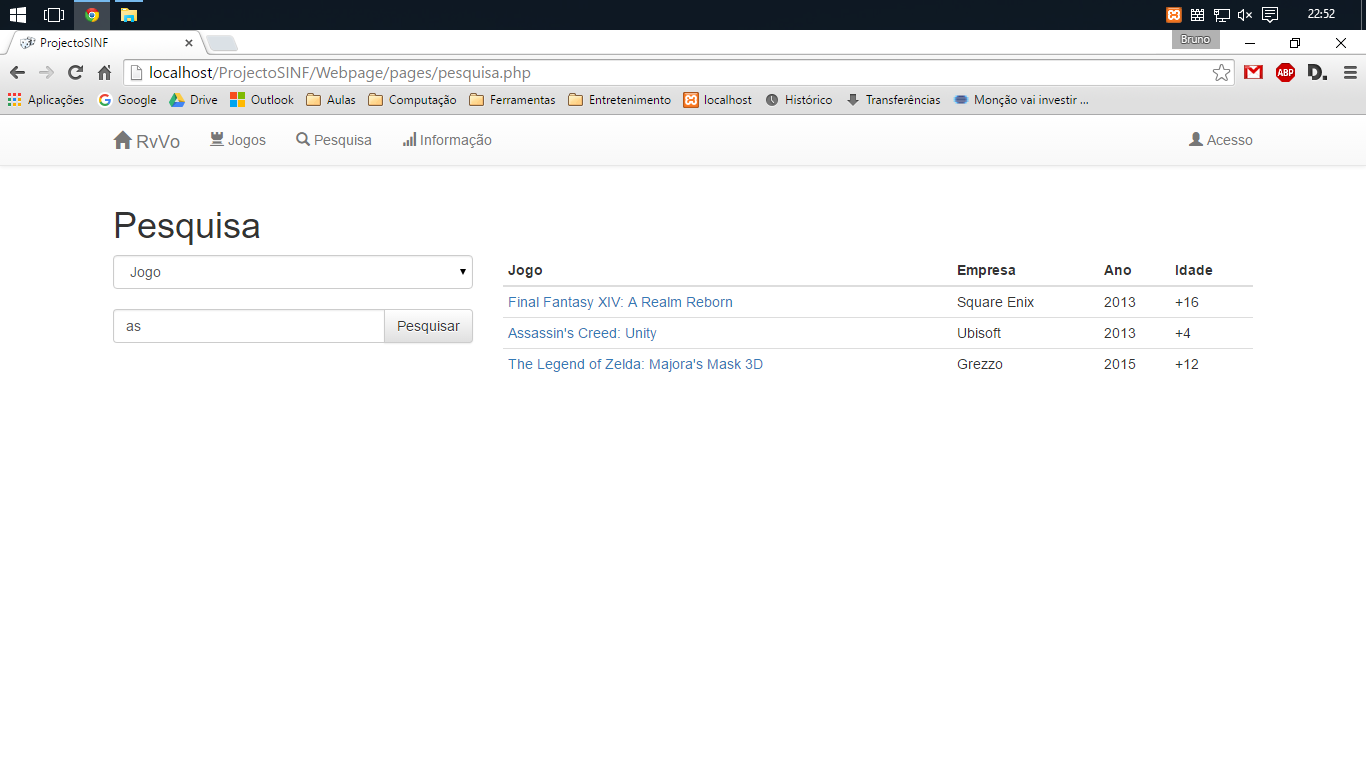 22:52
ProjectoSINF
Bruno
localhost/ProjectoSINF/Webpage/pages/pesquisa.php
ABP
D.
Aplicações Google Drive Outlook Aulas Computação Ferramentas Entretenimento localhost Histórico Transferências Monção vai investir ...
RvVo Jogos Pesquisa Informação Acesso
Pesquisa
Jogo
as Pesquisar
Jogo Empresa Ano Idade
Final Fantasy XIV: A Realm Reborn Square Enix 2013 +16
Assassin's Creed: Unity Ubisoft 2013 +4
The Legend of Zelda: Majora's Mask 3D Grezzo 2015 +12